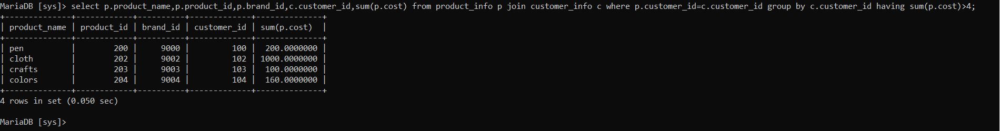 MariaDB [sys]> select p.product_name,p.product_id,p.brand_id,c.customer_id,sum(p.cost) from product_info p join customer_info c where p.customer_id=c.customer_id group by c.customer_id having sum(p.cost)>4;
+--------------+------------+----------+-------------+--------------+
| product_name | product_id | brand_id | customer_id | sum(p.cost)  |
+--------------+------------+----------+-------------+--------------+
| pen          |        200 |     9000 |         100 |  200.0000000 |
| cloth        |        202 |     9002 |         102 | 1000.0000000 |
| crafts       |        203 |     9003 |         103 |  100.0000000 |
| colors       |        204 |     9004 |         104 |  160.0000000 |
+--------------+------------+----------+-------------+--------------+
4 rows in set (0.050 sec)
MariaDB [sys]>